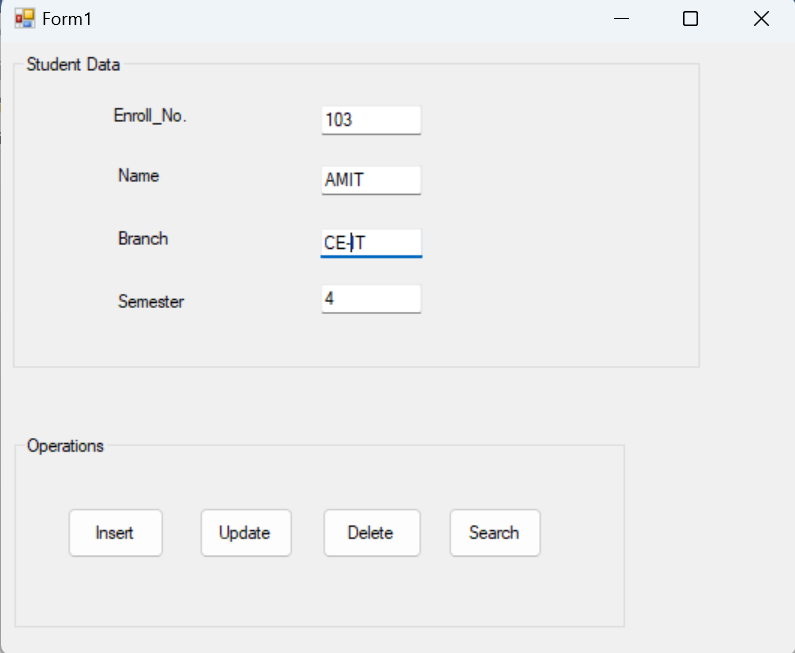 Form1
Student Data
Enroll_No. 103
Name AMIT
Branch CE-IT
Semester 4
Operations
Insert Update Delete Search